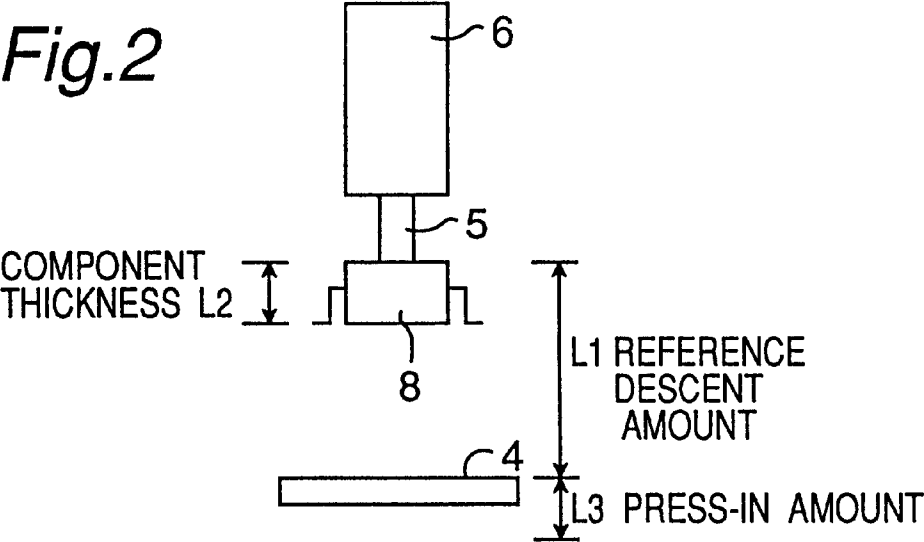 Fig.2
6
5
COMPONENT
THICKNESS L2
8
L1 REFERENCE
DESCENT
AMOUNT
4
L3 PRESS-IN AMOUNT